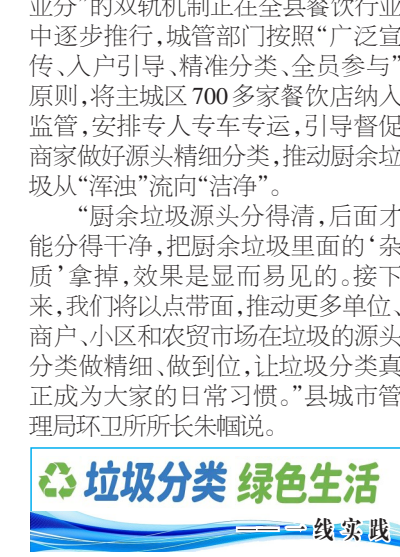 业分”的双轨机制正在全县餐饮行业
中逐步推行,城管部门按照“广泛宣
传、入户引导、精准分类、全员参与”
原则,将主城区700多家餐饮店纳入
监管,安排专人专车专运,引导督促
商家做好源头精细分类,推动厨余垃
圾从“浑浊”流向“洁净”。
“厨余垃圾源头分得清,后面才
能分得干净,把厨余垃圾里面的‘杂
质’拿掉,效果是显而易见的。接下
来,我们将以点带面,推动更多单位、
商户、小区和农贸市场在垃圾的源头
分类做精细、做到位,让垃圾分类真
正成为大家的日常习惯。”县城市管
理局环卫所所长朱帼说。
垃圾分类 绿色生活
——一线实践